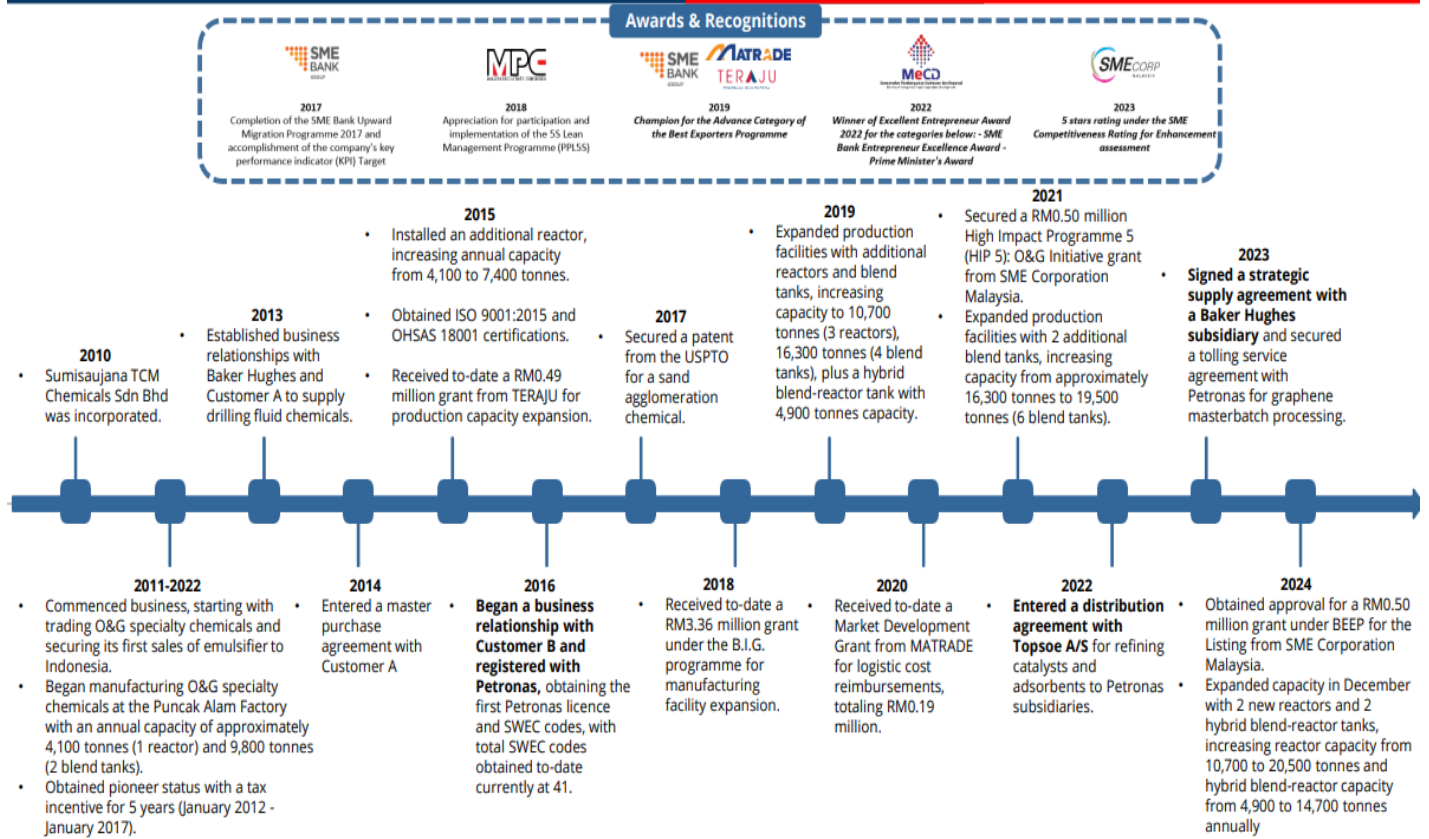 Awards & Recognitions
SME
BANK
GROUP
2017
Completion of the SME Bank Upward
Migration Programme 2017 and
accomplishment of the company's key
performance indicator (KPI) Target
MPC
2018
Appreciation for participation and
implementation of the 5S Lean
Management Programme (PPL5S)
SME
BANK
GROUP
MATRADE
TERAJU
2019
Champion for the Advance Category of
the Best Exporters Programme
MeCD
2022
Winner of Excellent Entrepreneur Award
2022 for the categories below: - SME
Bank Entrepreneur Excellence Award -
Prime Minister's Award
SMECORP
MALAYSIA
2023
5 stars rating under the SME
Competitiveness Rating for Enhancement
assessment
2010
• Sumisaujana TCM
Chemicals Sdn Bhd
was incorporated.
2013
• Established business
relationships with
Baker Hughes and
Customer A to supply
drilling fluid chemicals.
2015
• Installed an additional reactor,
increasing annual capacity
from 4,100 to 7,400 tonnes.
• Obtained ISO 9001:2015 and
OHSAS 18001 certifications.
• Received to-date a RM0.49
million grant from TERAJU for
production capacity expansion.
2017
• Secured a patent
from the USPTO
for a sand
agglomeration
chemical.
2019
• Expanded production
facilities with additional
reactors and blend
tanks, increasing
capacity to 10,700
tonnes (3 reactors),
16,300 tonnes (4 blend
tanks), plus a hybrid
blend-reactor tank with
4,900 tonnes capacity.
2021
• Secured a RM0.50 million
High Impact Programme 5
(HIP 5): O&G Initiative grant
from SME Corporation
Malaysia.
• Expanded production
facilities with 2 additional
blend tanks, increasing
capacity from approximately
16,300 tonnes to 19,500
tonnes (6 blend tanks).
2023
• Signed a strategic
supply agreement with
a Baker Hughes
subsidiary and secured
a tolling service
agreement with
Petronas for graphene
masterbatch processing.
2011-2022
• Commenced business, starting with
trading O&G specialty chemicals and
securing its first sales of emulsifier to
Indonesia.
• Began manufacturing O&G specialty
chemicals at the Puncak Alam Factory
with an annual capacity of approximately
4,100 tonnes (1 reactor) and 9,800 tonnes
(2 blend tanks).
• Obtained pioneer status with a tax
incentive for 5 years (January 2012 -
January 2017).
2014
• Entered a master
purchase
agreement with
Customer A
2016
• Began a business
relationship with
Customer B and
registered with
Petronas, obtaining the
first Petronas licence
and SWEC codes, with
total SWEC codes
obtained to-date
currently at 41.
2018
• Received to-date a
RM3.36 million grant
under the B.I.G.
programme for
manufacturing
facility expansion.
2020
• Received to-date a
Market Development
Grant from MATRADE
for logistic cost
reimbursements,
totaling RM0.19
million.
2022
• Entered a distribution
agreement with
Topsoe A/S for refining
catalysts and
adsorbents to Petronas
subsidiaries.
2024
• Obtained approval for a RM0.50
million grant under BEEP for the
Listing from SME Corporation
Malaysia.
• Expanded capacity in December
with 2 new reactors and 2
hybrid blend-reactor tanks,
increasing reactor capacity from
10,700 to 20,500 tonnes and
hybrid blend-reactor capacity
from 4,900 to 14,700 tonnes
annually